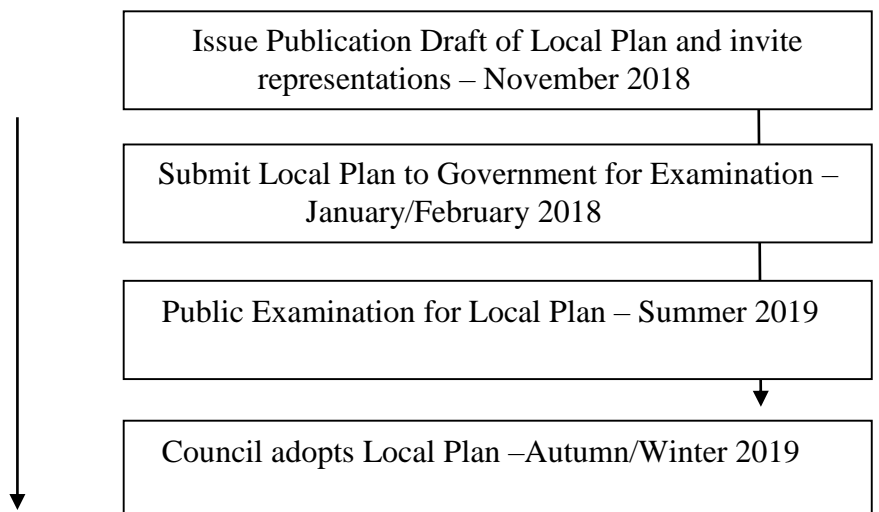 Issue Publication Draft of Local Plan and invite
representations – November 2018
Submit Local Plan to Government for Examination –
January/February 2018
Public Examination for Local Plan – Summer 2019
Council adopts Local Plan –Autumn/Winter 2019